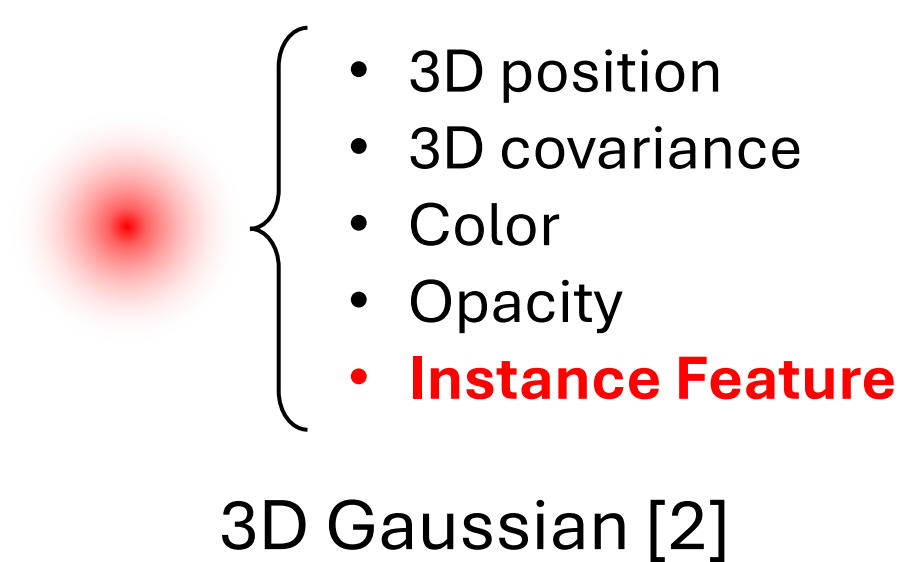 • 3D position
• 3D covariance
• Color
• Opacity
• Instance Feature
3D Gaussian [2]